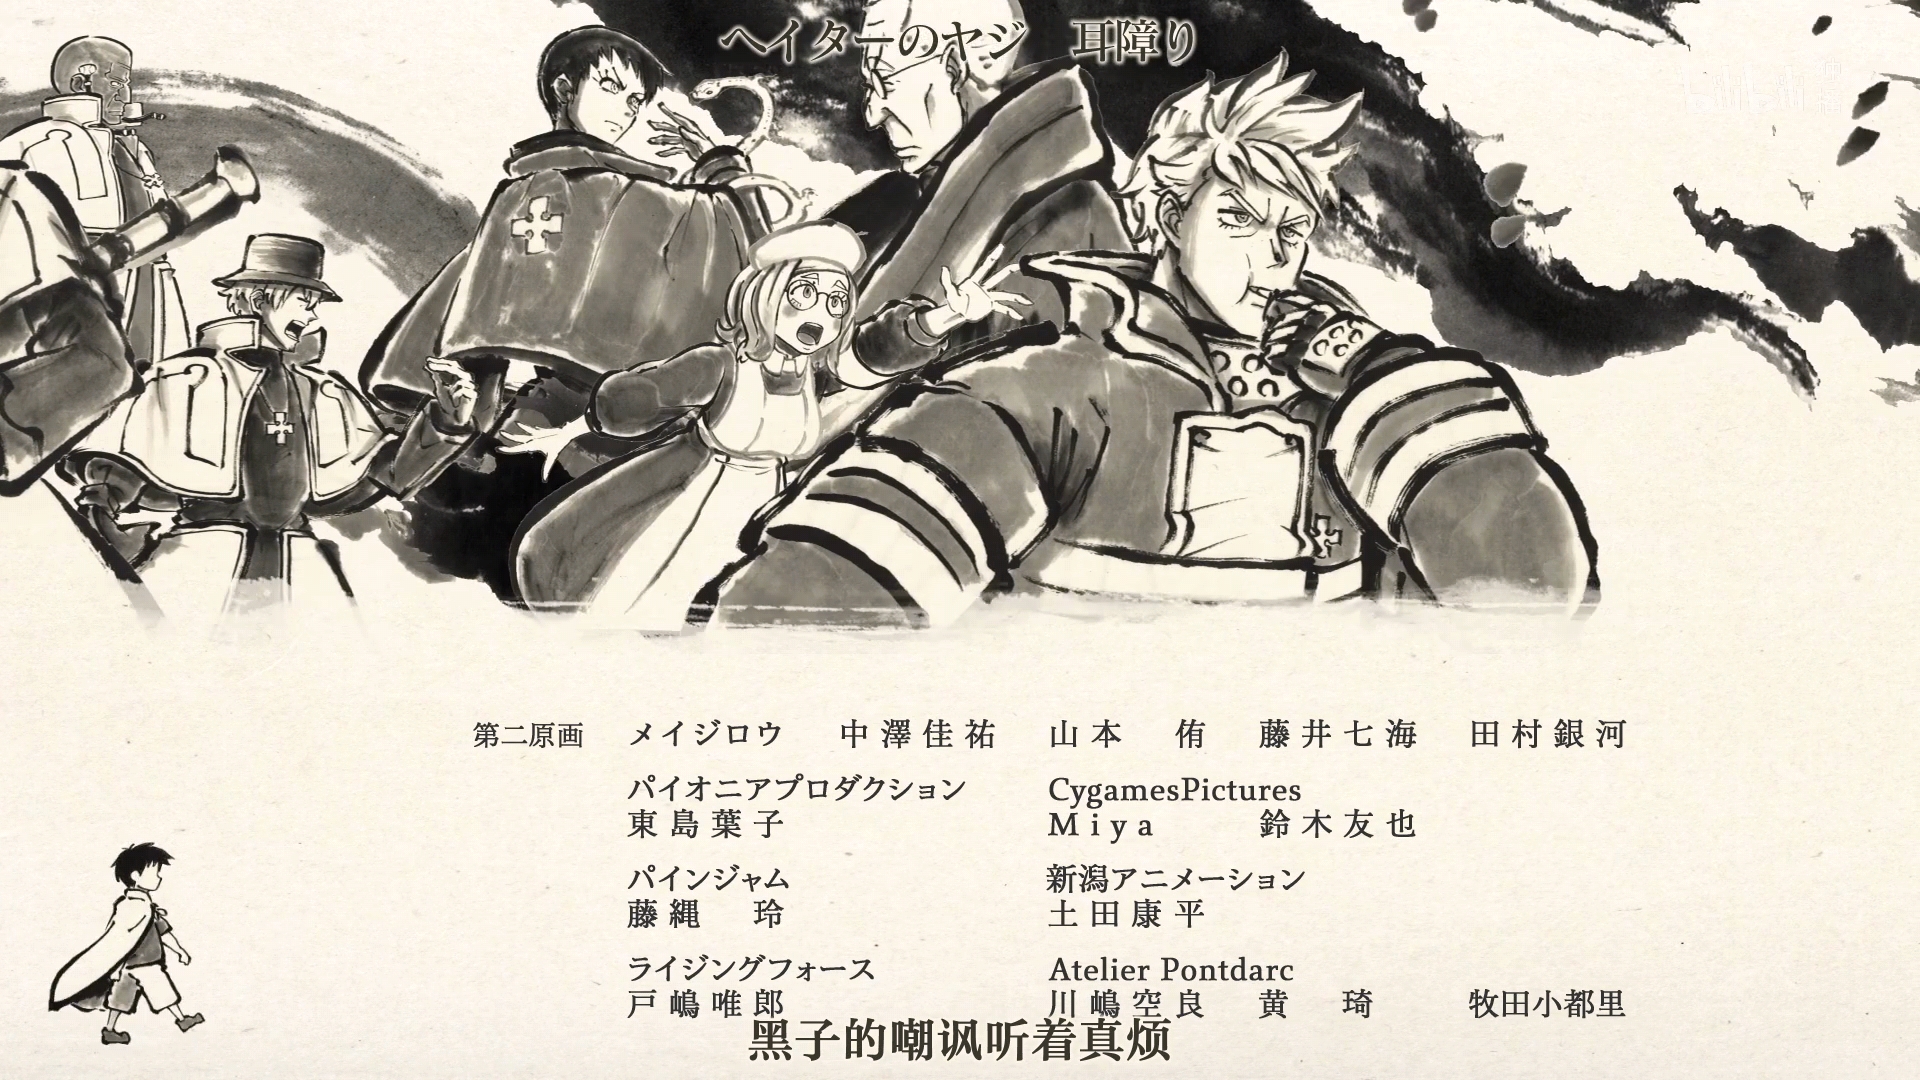 ヘイターのヤジ　耳障り
bilibili
第二原画　メイジロウ　中澤佳祐　山本　侑　藤井七海　田村銀河
パイオニアプロダクション　CygamesPictures
東島葉子　Miya　鈴木友也
パインジャム　新潟アニメーション
藤縄　玲　土田康平
ライジングフォース　Atelier Pontdarc
戸嶋唯郎　川嶋空良　黄　琦　牧田小都里
黑子的嘲讽听着真烦